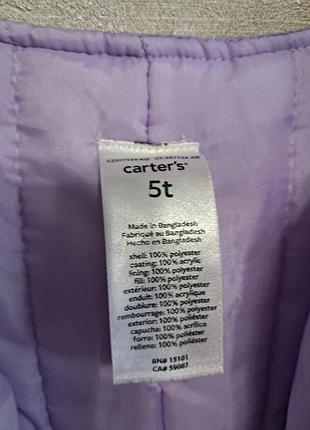 carter's
5t
Made in Bangladesh
Fabriqué au Bangladesh
Hecho en Bangladesh
shell: 100% polyester
coating: 100% acrylic
lining: 100% polyester
fill: 100% polyester
extérieur: 100% polyester
enduit: 100% acrylique
doublure: 100% polyester
rembourrage: 100% polyester
exterior: 100% poliéster
capucha: 100% acrílico
forro: 100% poliéster
relleno: 100% poliéster
RN# 15101
CA# 59087